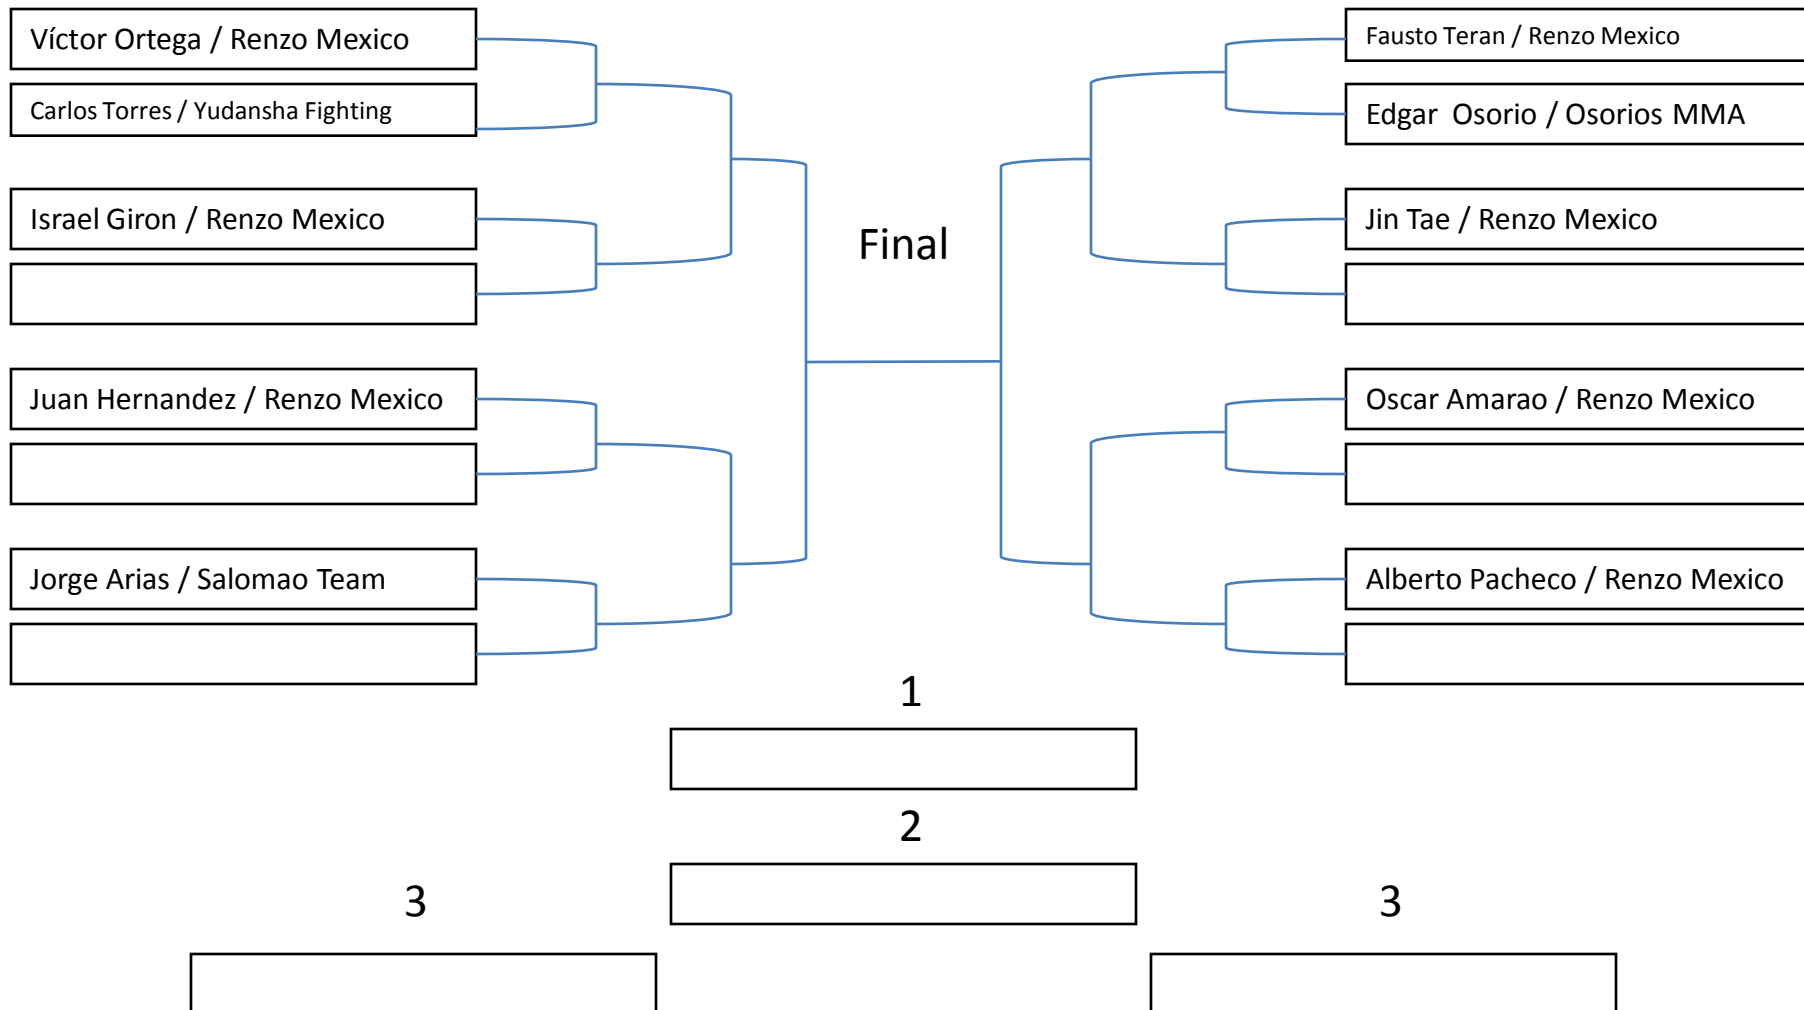 Víctor Ortega / Renzo Mexico
Carlos Torres / Yudansha Fighting
Israel Giron / Renzo Mexico
Juan Hernandez / Renzo Mexico
Jorge Arias / Salomao Team
Final
Fausto Teran / Renzo Mexico
Edgar  Osorio / Osorios MMA
Jin Tae / Renzo Mexico
Oscar Amarao / Renzo Mexico
Alberto Pacheco / Renzo Mexico
1
2
3
3